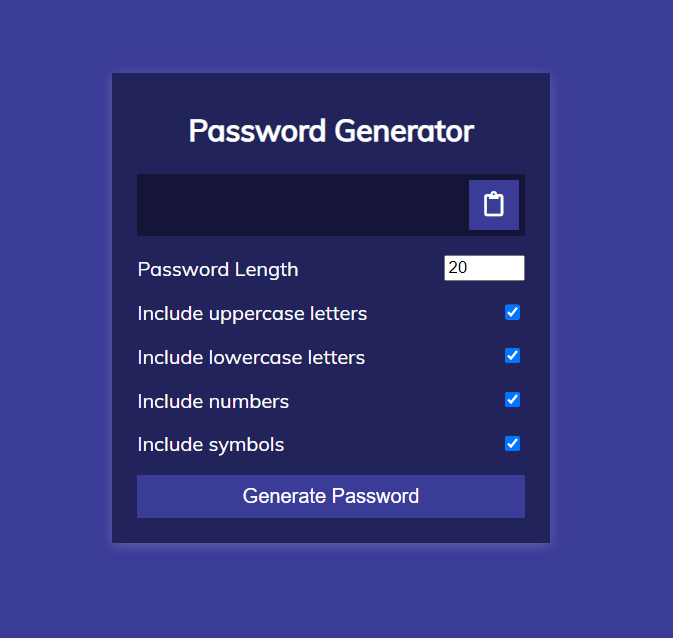 Password Generator
Password Length 20
Include uppercase letters
Include lowercase letters
Include numbers
Include symbols
Generate Password